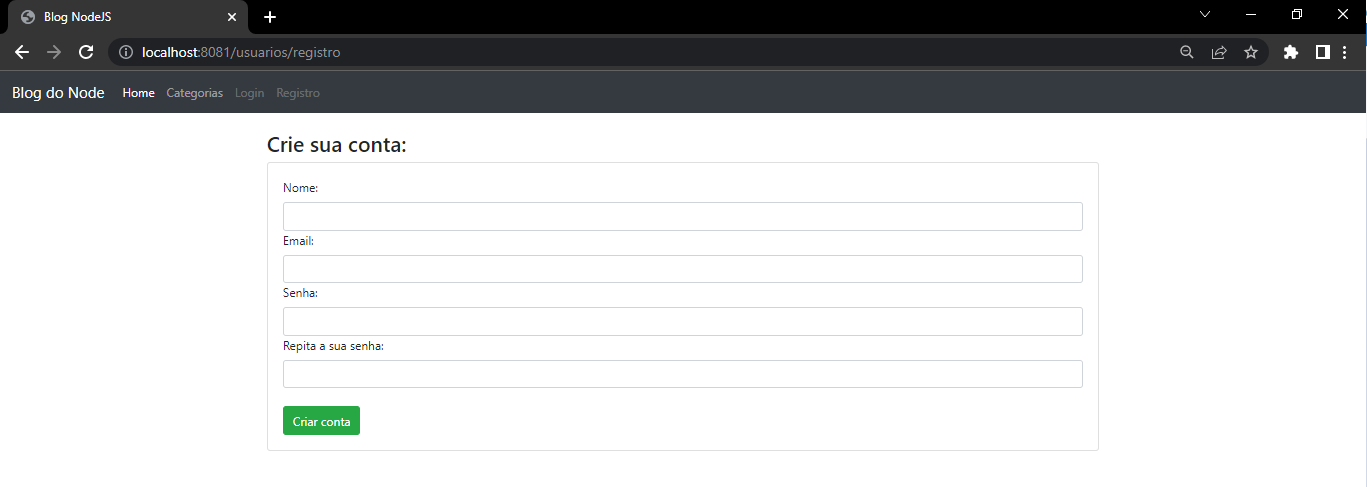 Blog NodeJS
localhost:8081/usuarios/registro
Blog do Node Home Categorias Login Registro
Crie sua conta:
Nome:
Email:
Senha:
Repita a sua senha:
Criar conta